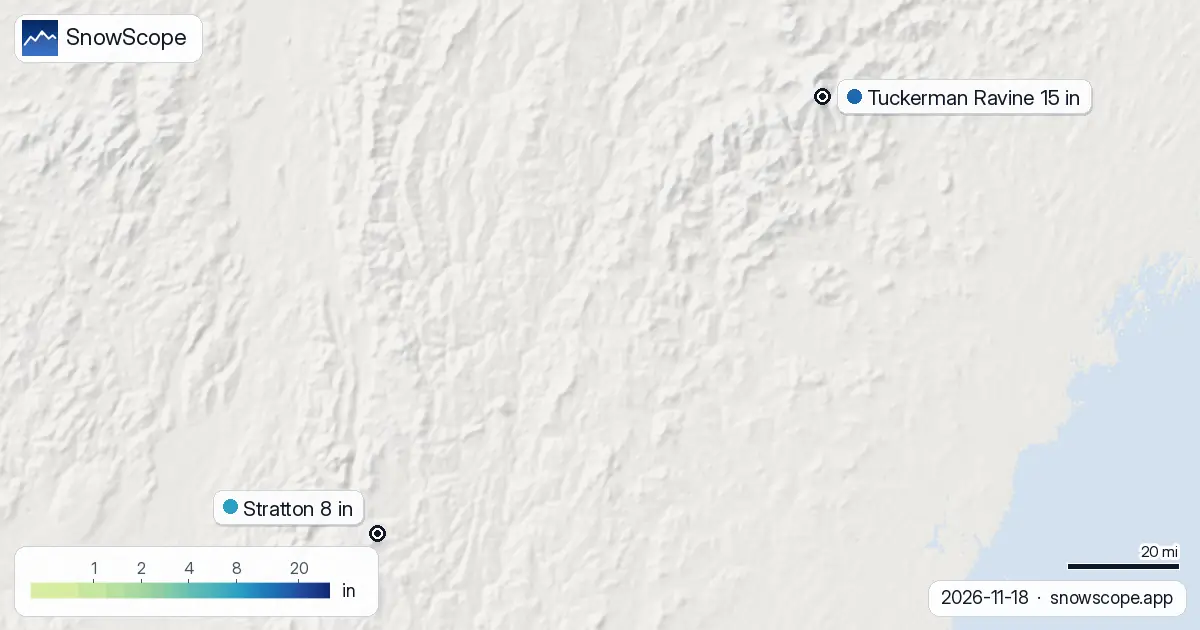 SnowScope
Tuckerman Ravine 15 in
Stratton 8 in
1 2 4 8 20
in
20 mi
2026-11-18 · snowscope.app